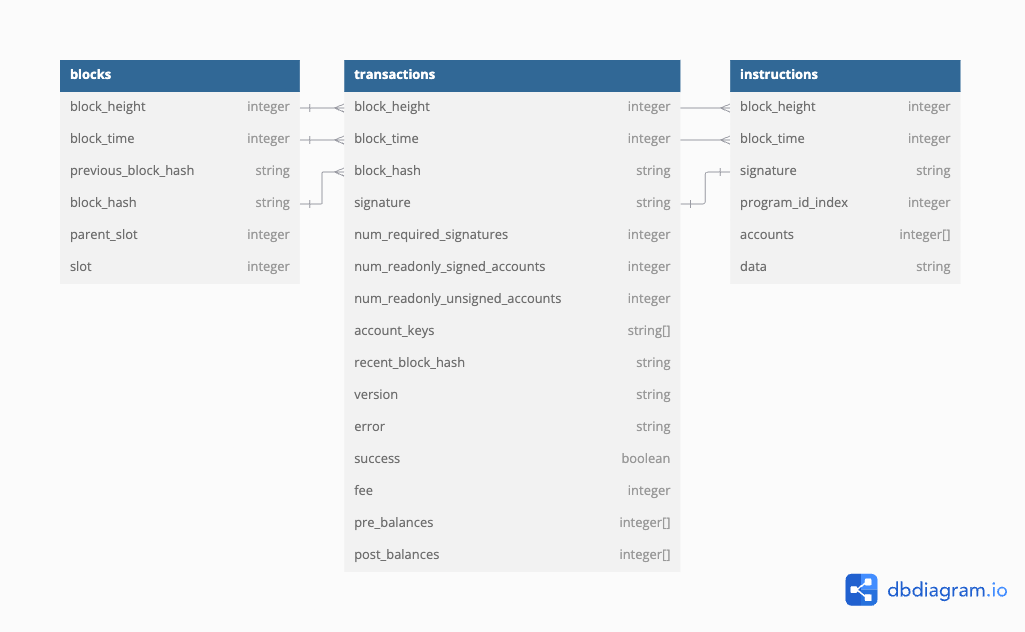 blocks
block_height integer
block_time integer
previous_block_hash string
block_hash string
parent_slot integer
slot integer
transactions
block_height integer
block_time integer
block_hash string
signature string
num_required_signatures integer
num_readonly_signed_accounts integer
num_readonly_unsigned_accounts integer
account_keys string[]
recent_block_hash string
version string
error string
success boolean
fee integer
pre_balances integer[]
post_balances integer[]
instructions
block_height integer
block_time integer
signature string
program_id_index integer
accounts integer[]
data string
dbdiagram.io